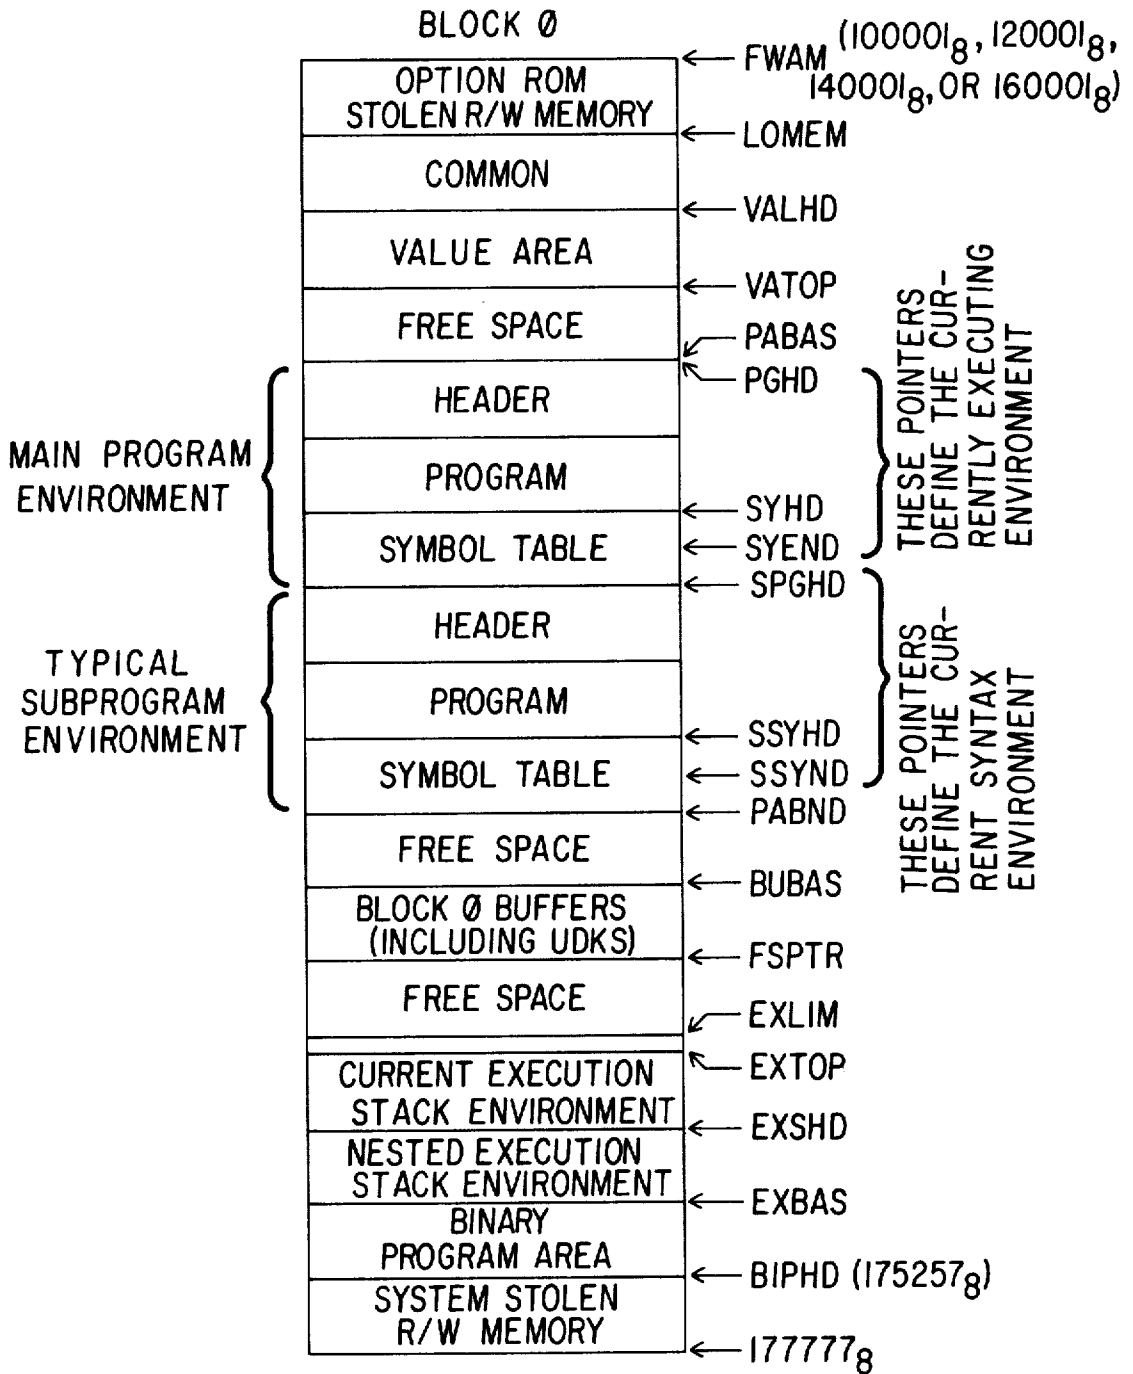 BLOCK Ø
FWAM (100001₈, 120001₈,
140001₈, OR 160001₈)
OPTION ROM
STOLEN R/W MEMORY
LOMEM
COMMON
VALHD
VALUE AREA
VATOP
FREE SPACE
PABAS
PGHD
HEADER
MAIN PROGRAM
ENVIRONMENT
PROGRAM
SYHD
SYMBOL TABLE
SYEND
THESE POINTERS
DEFINE THE CUR-
RENTLY EXECUTING
ENVIRONMENT
SPGHD
HEADER
TYPICAL
SUBPROGRAM
ENVIRONMENT
PROGRAM
SSYHD
SYMBOL TABLE
SSYND
PABND
THESE POINTERS
DEFINE THE CUR-
RENT SYNTAX
ENVIRONMENT
FREE SPACE
BUBAS
BLOCK Ø BUFFERS
(INCLUDING UDKS)
FSPTR
FREE SPACE
EXLIM
EXTOP
CURRENT EXECUTION
STACK ENVIRONMENT
EXSHD
NESTED EXECUTION
STACK ENVIRONMENT
EXBAS
BINARY
PROGRAM AREA
BIPHD (175257₈)
SYSTEM STOLEN
R/W MEMORY
177777₈